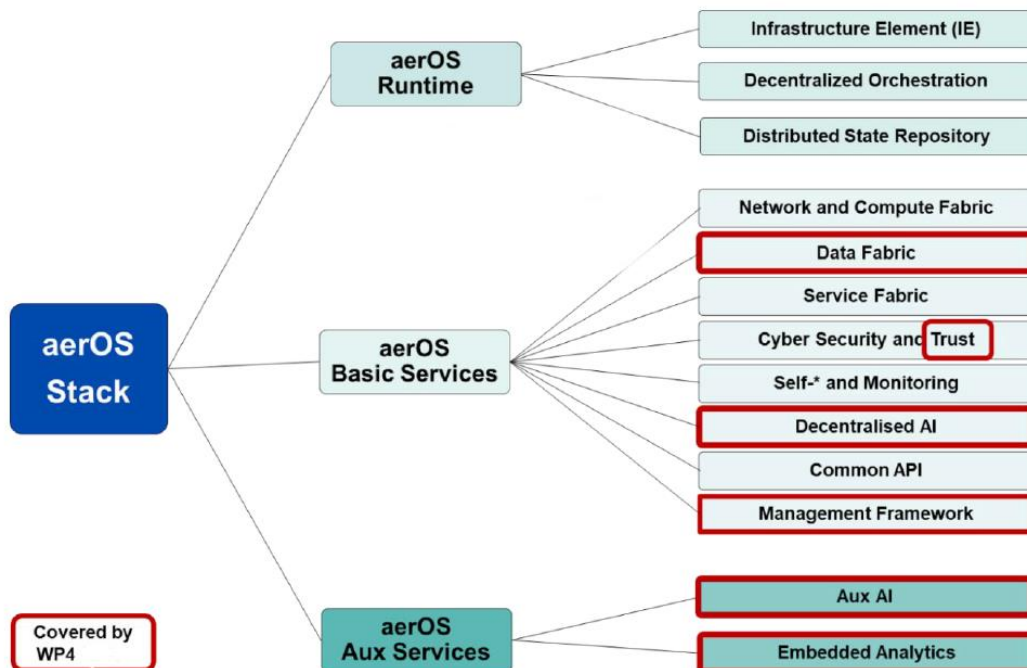 aerOS
Stack
aerOS
Runtime
Infrastructure Element (IE)
Decentralized Orchestration
Distributed State Repository
aerOS
Basic Services
Network and Compute Fabric
Data Fabric
Service Fabric
Cyber Security and Trust
Self-* and Monitoring
Decentralised AI
Common API
Management Framework
aerOS
Aux Services
Aux AI
Embedded Analytics
Covered by
WP4